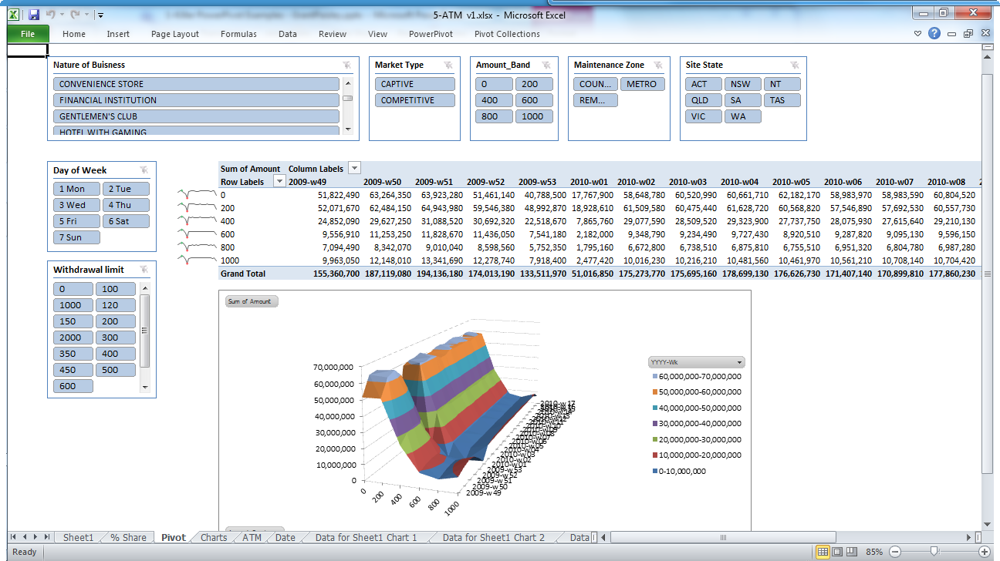 5-ATM v1.xlsx - Microsoft Excel
File Home Insert Page Layout Formulas Data Review View PowerPivot Pivot Collections
Nature of Buisness
CONVENIENCE STORE
FINANCIAL INSTITUTION
GENTLEMEN'S CLUB
HOTEL WITH GAMING
Market Type
CAPTIVE
COMPETITIVE
Amount_Band
0 200
400 600
800 1000
Maintenance Zone
COUN... METRO
REM...
Site State
ACT NSW NT
QLD SA TAS
VIC WA
Day of Week
1 Mon 2 Tue
3 Wed 4 Thu
5 Fri 6 Sat
7 Sun
Withdrawal limit
0 100
1000 120
150 200
2000 300
350 400
450 500
600
Sum of Amount Column Labels
Row Labels 2009-w49 2009-w50 2009-w51 2009-w52 2009-w53 2010-w01 2010-w02 2010-w03 2010-w04 2010-w05 2010-w06 2010-w07 2010-w08
0 51,822,490 63,264,350 63,923,280 51,461,140 40,788,500 17,767,900 58,648,780 60,520,990 60,661,710 62,182,170 58,983,970 58,983,590 60,804,520
200 52,071,670 62,484,150 64,943,980 59,546,380 48,992,870 18,928,610 61,509,580 60,475,440 61,628,720 60,568,820 57,546,890 57,692,530 60,557,730
400 24,852,090 29,627,250 31,088,520 30,692,320 22,518,670 7,865,760 29,077,590 28,509,520 29,323,900 27,737,750 28,075,930 27,615,640 29,210,130
600 9,556,910 11,253,250 11,828,670 11,436,050 7,541,180 2,182,000 9,348,790 9,234,490 9,727,430 8,920,510 9,287,820 9,095,130 9,596,150
800 7,094,490 8,342,070 9,010,040 8,598,560 5,752,350 1,795,160 6,672,800 6,738,510 6,875,810 6,755,510 6,951,320 6,804,780 6,987,280
1000 9,963,050 12,148,010 13,341,690 12,278,740 7,918,400 2,477,420 10,016,230 10,216,210 10,481,560 10,461,970 10,561,210 10,708,140 10,704,420
Grand Total 155,360,700 187,119,080 194,136,180 174,013,190 133,511,970 51,016,850 175,273,770 175,695,160 178,699,130 176,626,730 171,407,140 170,899,810 177,860,230
Sum of Amount
70,000,000
60,000,000
50,000,000
40,000,000
30,000,000
20,000,000
10,000,000
0
0 200 400 600 800 1000
2010-w17
2010-w13
2010-w10
2010-w09
2010-w08
2010-w07
2010-w06
2010-w05
2010-w04
2010-w03
2010-w02
2010-w01
2009-w53
2009-w52
2009-w51
2009-w50
2009-w49
YYYY-Wk
60,000,000-70,000,000
50,000,000-60,000,000
40,000,000-50,000,000
30,000,000-40,000,000
20,000,000-30,000,000
10,000,000-20,000,000
0-10,000,000
Sheet1 % Share Pivot Charts ATM Date Data for Sheet1 Chart 1 Data for Sheet1 Chart 2 Data
Ready 85%